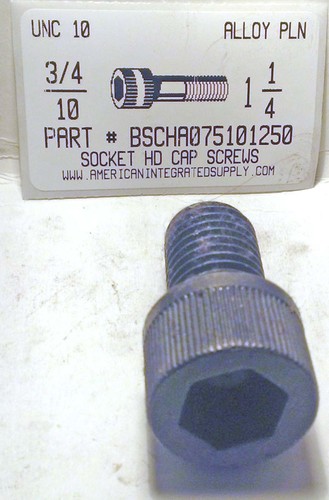 UNC 10 ALLOY PLN
3/4 10 1 1/4
PART # BSCHA075101250
SOCKET HD CAP SCREWS
WWW.AMERICANINTEGRATEDSUPPLY.COM